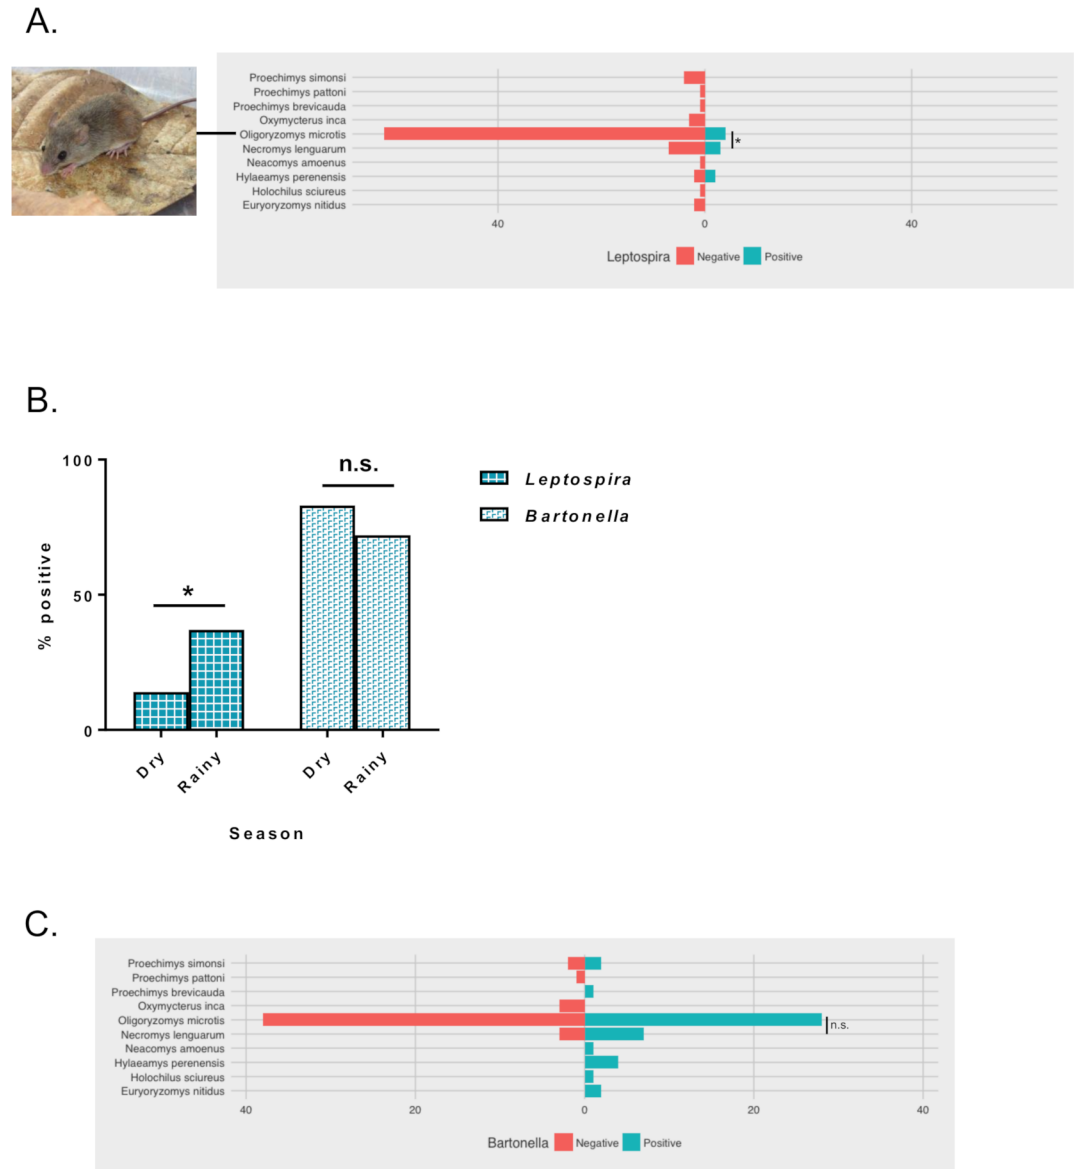 A.
Proechimys simonsi
Proechimys pattoni
Proechimys brevicauda
Oxymycterus inca
Oligoryzomys microtis
Necromys lenguarum
Neacomys amoenus
Hylaeamys perenensis
Holochilus sciureus
Euryoryzomys nitidus
*
40 0 40
Leptospira Negative Positive
B.
100
50
0
% positive
*
n.s.
Dry Rainy Dry Rainy
Season
Leptospira
Bartonella
C.
Proechimys simonsi
Proechimys pattoni
Proechimys brevicauda
Oxymycterus inca
Oligoryzomys microtis
Necromys lenguarum
Neacomys amoenus
Hylaeamys perenensis
Holochilus sciureus
Euryoryzomys nitidus
n.s.
40 20 0 20 40
Bartonella Negative Positive